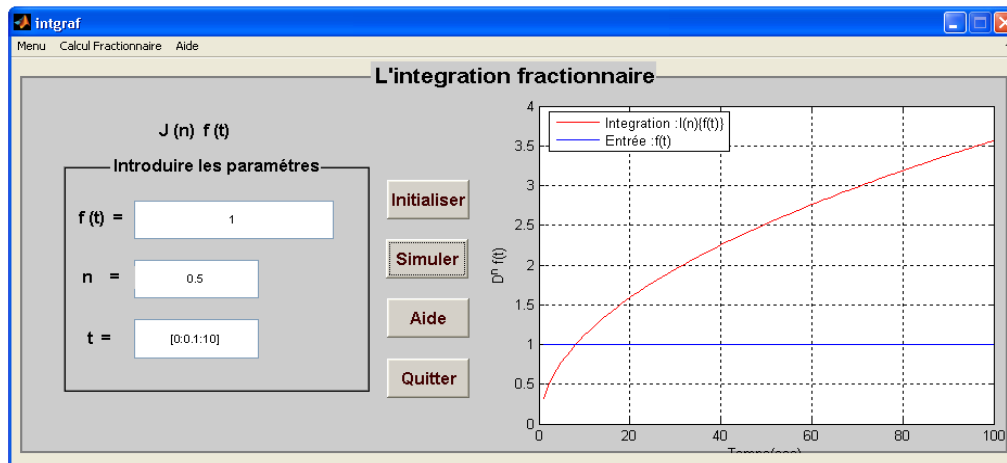 intgraf
Menu Calcul Fractionnaire Aide
L'integration fractionnaire
J (n) f (t)
Introduire les paramétres
f (t) = 1
n = 0.5
t = [0:0.1:10]
Initialiser
Simuler
Aide
Quitter
Integration :I(n){f(t)}
Entrée :f(t)
D^n f(t)
4
3.5
3
2.5
2
1.5
1
0.5
0
0 20 40 60 80 100
Temps(sec)